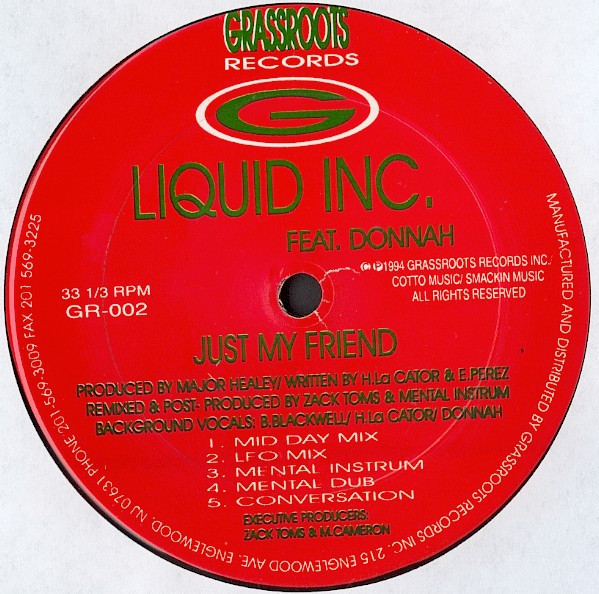 GRASSROOTS
RECORDS
G
LIQUID INC.
FEAT. DONNAH
33 1/3 RPM
GR-002
© ℗ 1994 GRASSROOTS RECORDS INC./
COTTO MUSIC/ SMACKIN MUSIC
ALL RIGHTS RESERVED
JUST MY FRIEND
PRODUCED BY MAJOR HEALEY/ WRITTEN BY H.La CATOR & E.PEREZ
REMIXED & POST- PRODUCED BY ZACK TOMS & MENTAL INSTRUM
BACKGROUND VOCALS: B.BLACKWELL/ H.La CATOR/ DONNAH
1. MID DAY MIX
2. LFO MIX
3. MENTAL INSTRUM
4. MENTAL DUB
5. CONVERSATION
EXECUTIVE PRODUCERS:
ZACK TOMS & M.CAMERON
MANUFACTURED AND DISTRIBUTED BY GRASSROOTS RECORDS INC. 215 ENGLEWOOD AVE. ENGLEWOOD, NJ 07631 PHONE 201-569-3009 FAX 201 569-3225